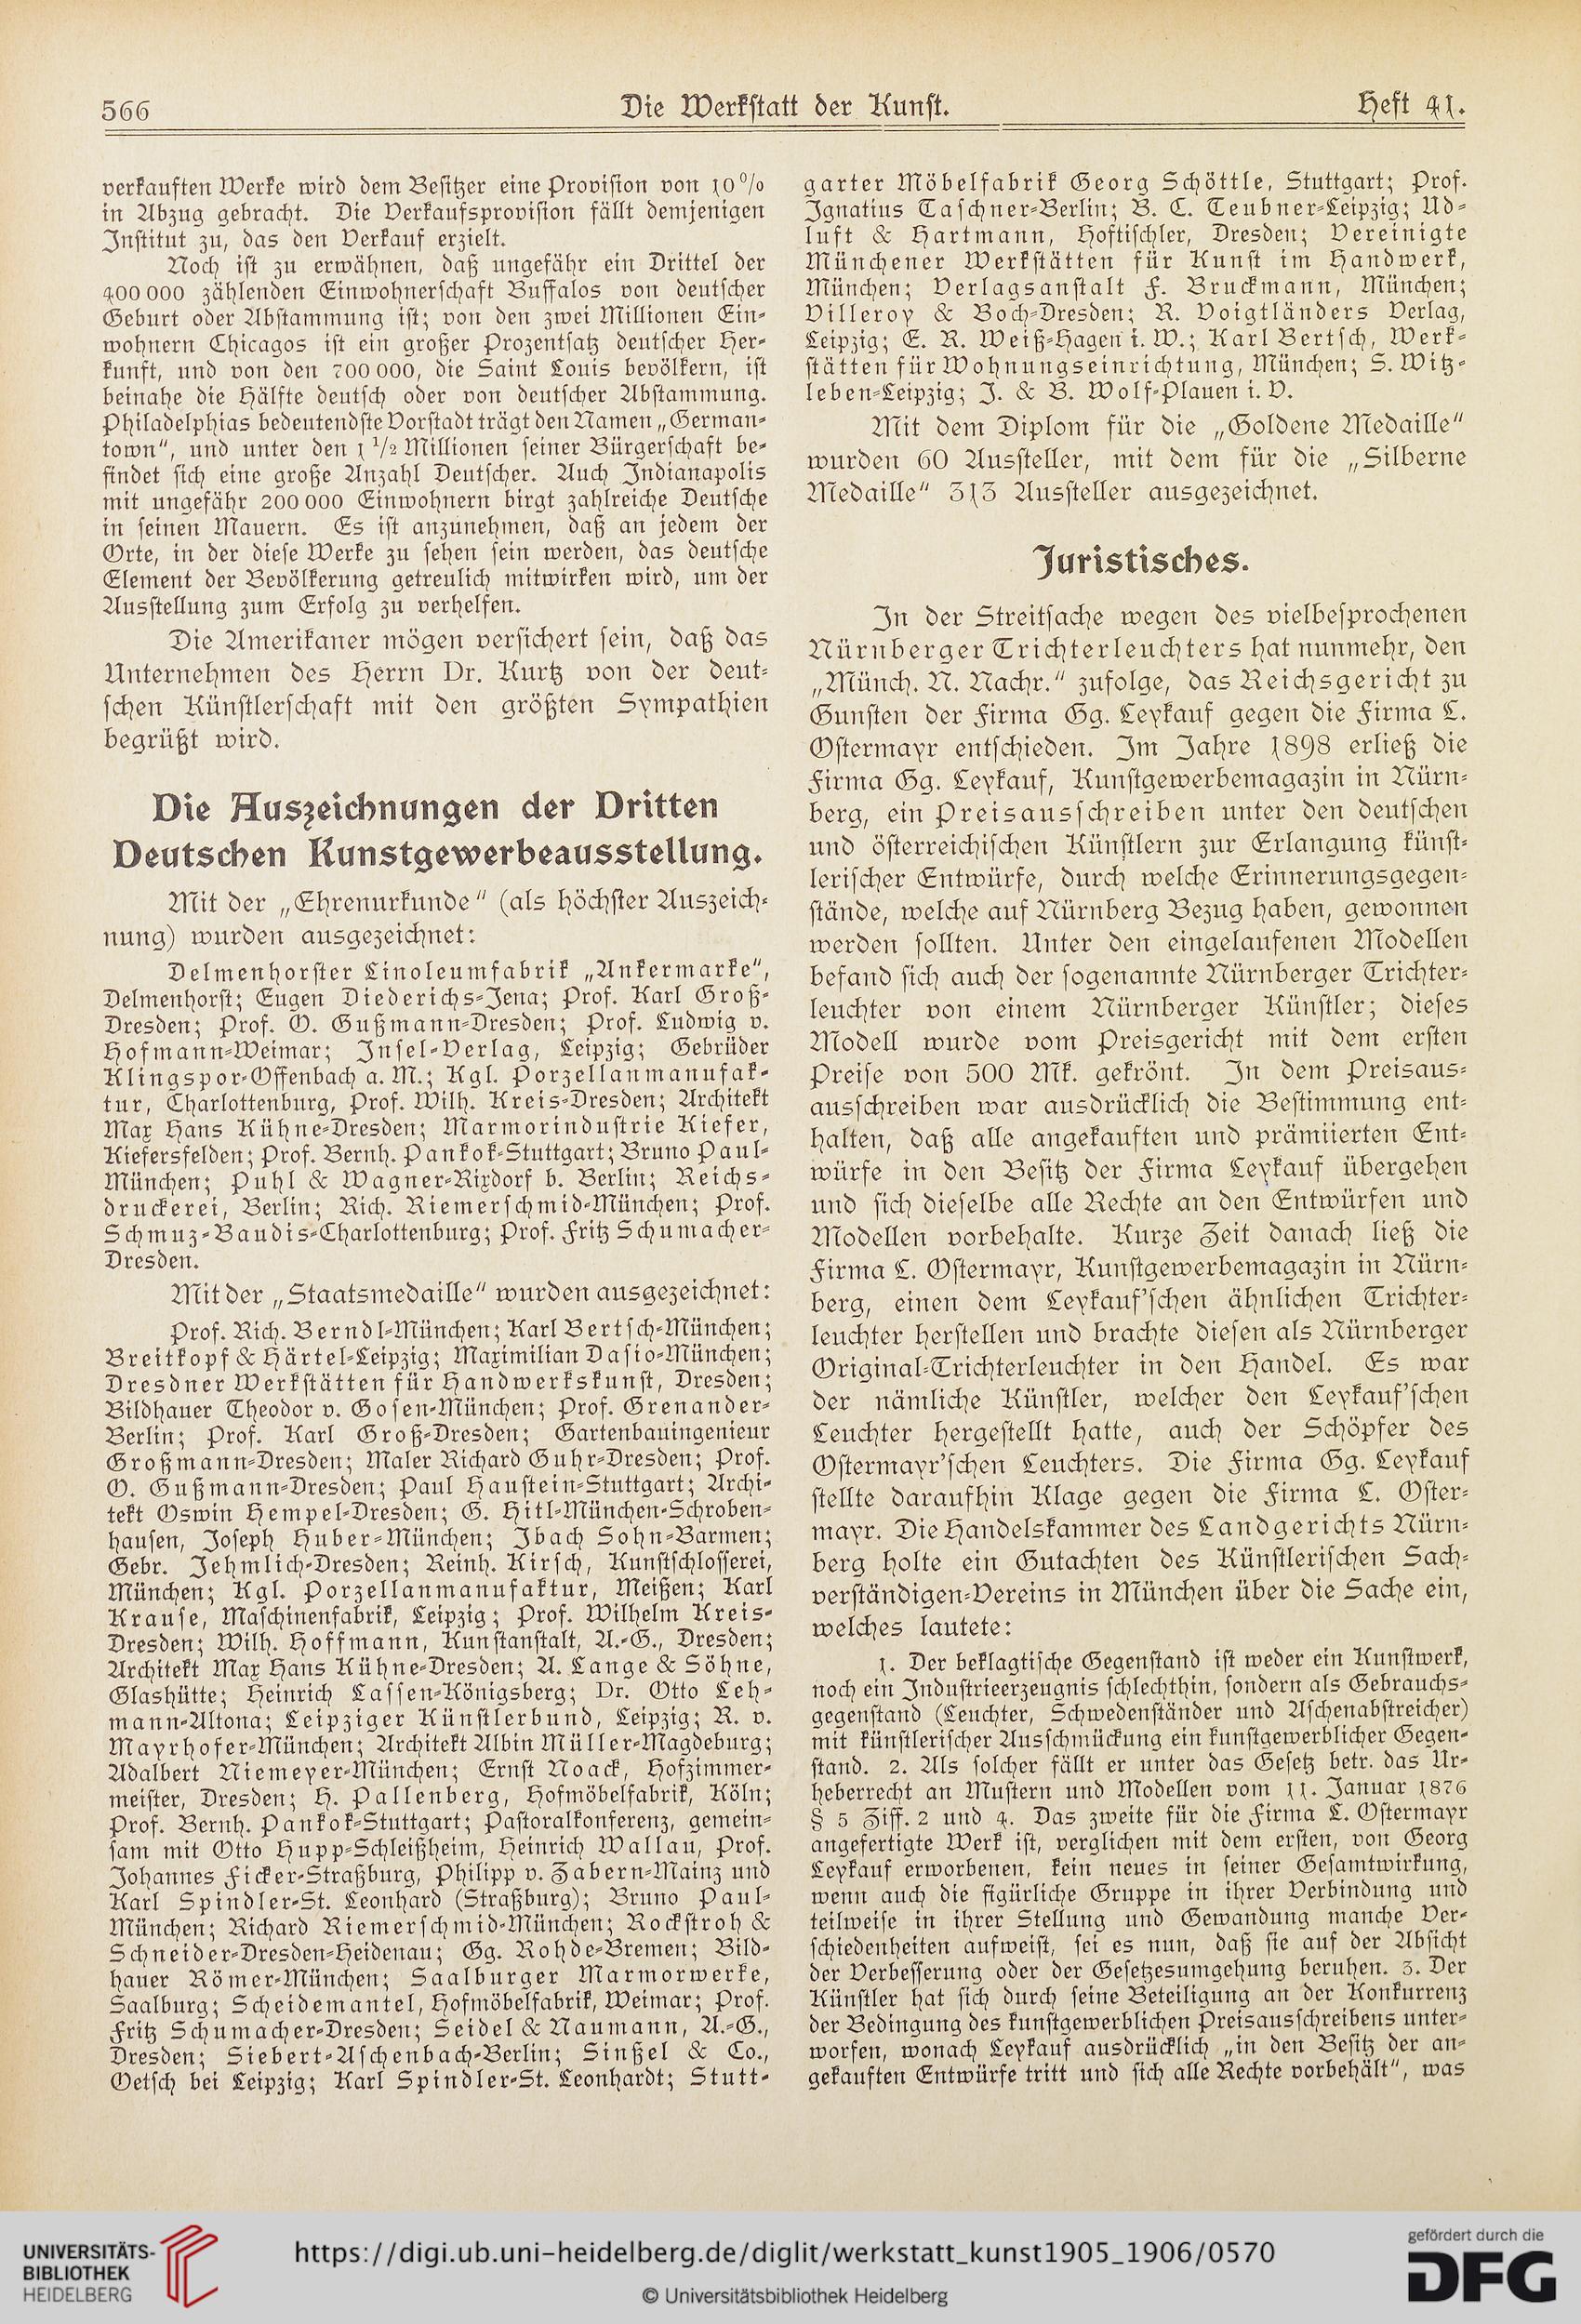 566
Die Werkstatt der Kunst.
Heft 41.
verkauften Werke wird dem Besitzer eine Provision von 10%
in Abzug gebracht. Die Verkaufsprovision fällt demjenigen
Institut zu, das den Verkauf erzielt.
Noch ist zu erwähnen, daß ungefähr ein Drittel der
400 000 zählenden Einwohnerschaft Buffalos von deutscher
Geburt oder Abstammung ist; von den zwei Millionen Ein-
wohnern Chicagos ist ein großer Prozentsatz deutscher Her-
kunft, und von den 700 000, die Saint Louis bevölkern, ist
beinahe die Hälfte deutsch oder von deutscher Abstammung.
Philadelphias bedeutendste Vorstadt trägt den Namen „German-
town“, und unter den 1 1/2 Millionen seiner Bürgerschaft be-
findet sich eine große Anzahl Deutscher. Auch Indianapolis
mit ungefähr 200 000 Einwohnern birgt zahlreiche Deutsche
in seinen Mauern. Es ist anzunehmen, daß an jedem der
Orte, in der diese Werke zu sehen sein werden, das deutsche
Element der Bevölkerung getreulich mitwirken wird, um der
Ausstellung zum Erfolg zu verhelfen.
Die Amerikaner mögen versichert sein, daß das
Unternehmen des Herrn Dr. Kurtz von der deut-
schen Künstlerschaft mit den größten Sympathien
begrüßt wird.
Die Auszeichnungen der Dritten
Deutschen Kunstgewerbeausstellung.
Mit der „Ehrenurkunde“ (als höchster Auszeich-
nung) wurden ausgezeichnet:
Delmenhorster Linoleumfabrik „Ankermarke“,
Delmenhorst; Eugen Diederichs-Jena; Prof. Karl Groß-
Dresden; Prof. O. Gußmann-Dresden; Prof. Ludwig v.
Hofmann-Weimar; Insel-Verlag, Leipzig; Gebrüder
Klingspor-Offenbach a. M.; Kgl. Porzellanmanufak-
tur, Charlottenburg, Prof. Wilh. Kreis-Dresden; Architekt
Max Hans Kühne-Dresden; Marmorindustrie Kiefer,
Kiefersfelden; Prof. Bernh. Pankok-Stuttgart; Bruno Paul-
München; Puhl & Wagner-Rixdorf b. Berlin; Reichs-
druckerei, Berlin; Rich. Riemerschmid-München; Prof.
Schmuz-Baudis-Charlottenburg; Prof. Fritz Schumacher-
Dresden.
Mit der „Staatsmedaille“ wurden ausgezeichnet:
Prof. Rich. Berndl-München; Karl Bertsch-München;
Breitkopf & Härtel-Leipzig; Maximilian Dasio-München;
Dresdner Werkstätten für Handwerkskunst, Dresden;
Bildhauer Theodor v. Gosen-München; Prof. Grenander-
Berlin; Prof. Karl Groß-Dresden; Gartenbauingenieur
Großmann-Dresden; Maler Richard Guhr-Dresden; Prof.
O. Gußmann-Dresden; Paul Haustein-Stuttgart; Archi-
tekt Oswin Hempel-Dresden; G. Hitl-München-Schroben-
hausen, Joseph Huber-München; Ibach Sohn-Barmen;
Gebr. Jehmlich-Dresden; Reinh. Kirsch, Kunstschlosserei,
München; Kgl. Porzellanmanufaktur, Meißen; Karl
Krause, Maschinenfabrik, Leipzig; Prof. Wilhelm Kreis-
Dresden; Wilh. Hoffmann, Kunstanstalt, A.-G., Dresden;
Architekt Max Hans Kühne-Dresden; A. Lange & Söhne,
Glashütte; Heinrich Lassen-Königsberg; Dr. Otto Leh-
mann-Altona; Leipziger Künstlerbund, Leipzig; R. v.
Mayrhofer-München; Architekt Albin Müller-Magdeburg;
Adalbert Niemeyer-München; Ernst Noack, Hofzimmer-
meister, Dresden; H. Pallenberg, Hofmöbelfabrik, Köln;
Prof. Bernh. Pankok-Stuttgart; Pastoralkonferenz, gemein-
sam mit Otto Hupp-Schleißheim, Heinrich Wallau, Prof.
Johannes Ficker-Straßburg, Philipp v. Zabern-Mainz und
Karl Spindler-St. Leonhard (Straßburg); Bruno Paul-
München; Richard Riemerschmid-München; Rockstroh &
Schneider-Dresden-Heidenau; Gg. Rohde-Bremen; Bild-
hauer Römer-München; Saalburger Marmorwerke,
Saalburg; Scheidemantel, Hofmöbelfabrik, Weimar; Prof.
Fritz Schumacher-Dresden; Seidel & Naumann, A.-G.,
Dresden; Siebert-Aschenbach-Berlin; Sinßel & Co.,
Oetsch bei Leipzig; Karl Spindler-St. Leonhardt; Stutt-
garter Möbelfabrik Georg Schöttle, Stuttgart; Prof.
Ignatius Taschner-Berlin; B. C. Teubner-Leipzig; Ud-
luft & Hartmann, Hoftischler, Dresden; Vereinigte
Münchener Werkstätten für Kunst im Handwerk,
München; Verlagsanstalt F. Bruckmann, München;
Villeroy & Boch-Dresden; R. Voigtländers Verlag,
Leipzig; E. R. Weiß-Hagen i. W.; Karl Bertsch, Werk-
stätten für Wohnungseinrichtung, München; S. Witz-
leben-Leipzig; J. & B. Wolf-Plauen i. V.
Mit dem Diplom für die „Goldene Medaille“
wurden 60 Aussteller, mit dem für die „Silberne
Medaille“ 313 Aussteller ausgezeichnet.
Juristisches.
In der Streitsache wegen des vielbesprochenen
Nürnberger Trichterleuchters hat nunmehr, den
„Münch. N. Nachr.“ zufolge, das Reichsgericht zu
Gunsten der Firma Gg. Leykauf gegen die Firma L.
Ostermayr entschieden. Im Jahre 1898 erließ die
Firma Gg. Leykauf, Kunstgewerbemagazin in Nürn-
berg, ein Preisausschreiben unter den deutschen
und österreichischen Künstlern zur Erlangung künst-
lerischer Entwürfe, durch welche Erinnerungsgegen-
stände, welche auf Nürnberg Bezug haben, gewonnen
werden sollten. Unter den eingelaufenen Modellen
befand sich auch der sogenannte Nürnberger Trichter-
leuchter von einem Nürnberger Künstler; dieses
Modell wurde vom Preisgericht mit dem ersten
Preise von 500 Mk. gekrönt. In dem Preisaus-
ausschreiben war ausdrücklich die Bestimmung ent-
halten, daß alle angekauften und prämiierten Ent-
würfe in den Besitz der Firma Leykauf übergehen
und sich dieselbe alle Rechte an den Entwürfen und
Modellen vorbehalte. Kurze Zeit danach ließ die
Firma L. Ostermayr, Kunstgewerbemagazin in Nürn-
berg, einen dem Leykauf'schen ähnlichen Trichter-
leuchter herstellen und brachte diesen als Nürnberger
Original-Trichterleuchter in den Handel. Es war
der nämliche Künstler, welcher den Leykauf'schen
Leuchter hergestellt hatte, auch der Schöpfer des
Ostermayr'schen Leuchters. Die Firma Gg. Leykauf
stellte daraufhin Klage gegen die Firma L. Oster-
mayr. Die Handelskammer des Landgerichts Nürn-
berg holte ein Gutachten des Künstlerischen Sach-
verständigen-Vereins in München über die Sache ein,
welches lautete:
1. Der beklagtische Gegenstand ist weder ein Kunstwerk,
noch ein Industrieerzeugnis schlechthin, sondern als Gebrauchs-
gegenstand (Leuchter, Schwedenständer und Aschenabstreicher)
mit künstlerischer Ausschmückung ein kunstgewerblicher Gegen-
stand. 2. Als solcher fällt er unter das Gesetz betr. das Ur-
heberrecht an Mustern und Modellen vom 11. Januar 1876
§ 5 Ziff. 2 und 4. Das zweite für die Firma L. Ostermayr
angefertigte Werk ist, verglichen mit dem ersten, von Georg
Leykauf erworbenen, kein neues in seiner Gesamtwirkung,
wenn auch die figürliche Gruppe in ihrer Verbindung und
teilweise in ihrer Stellung und Gewandung manche Ver-
schiedenheiten aufweist, sei es nun, daß sie auf der Absicht
der Verbesserung oder der Gesetzesumgehung beruhen. 3. Der
Künstler hat sich durch seine Beteiligung an der Konkurrenz
der Bedingung des kunstgewerblichen Preisausschreibens unter-
worfen, wonach Leykauf ausdrücklich „in den Besitz der an-
gekauften Entwürfe tritt und sich alle Rechte vorbehält“, was
UNIVERSITÄTS-
BIBLIOTHEK
HEIDELBERG
https://digi.ub.uni-heidelberg.de/diglit/werkstatt_kunst1905_1906/0570
© Universitätsbibliothek Heidelberg
gefördert durch die
DFG